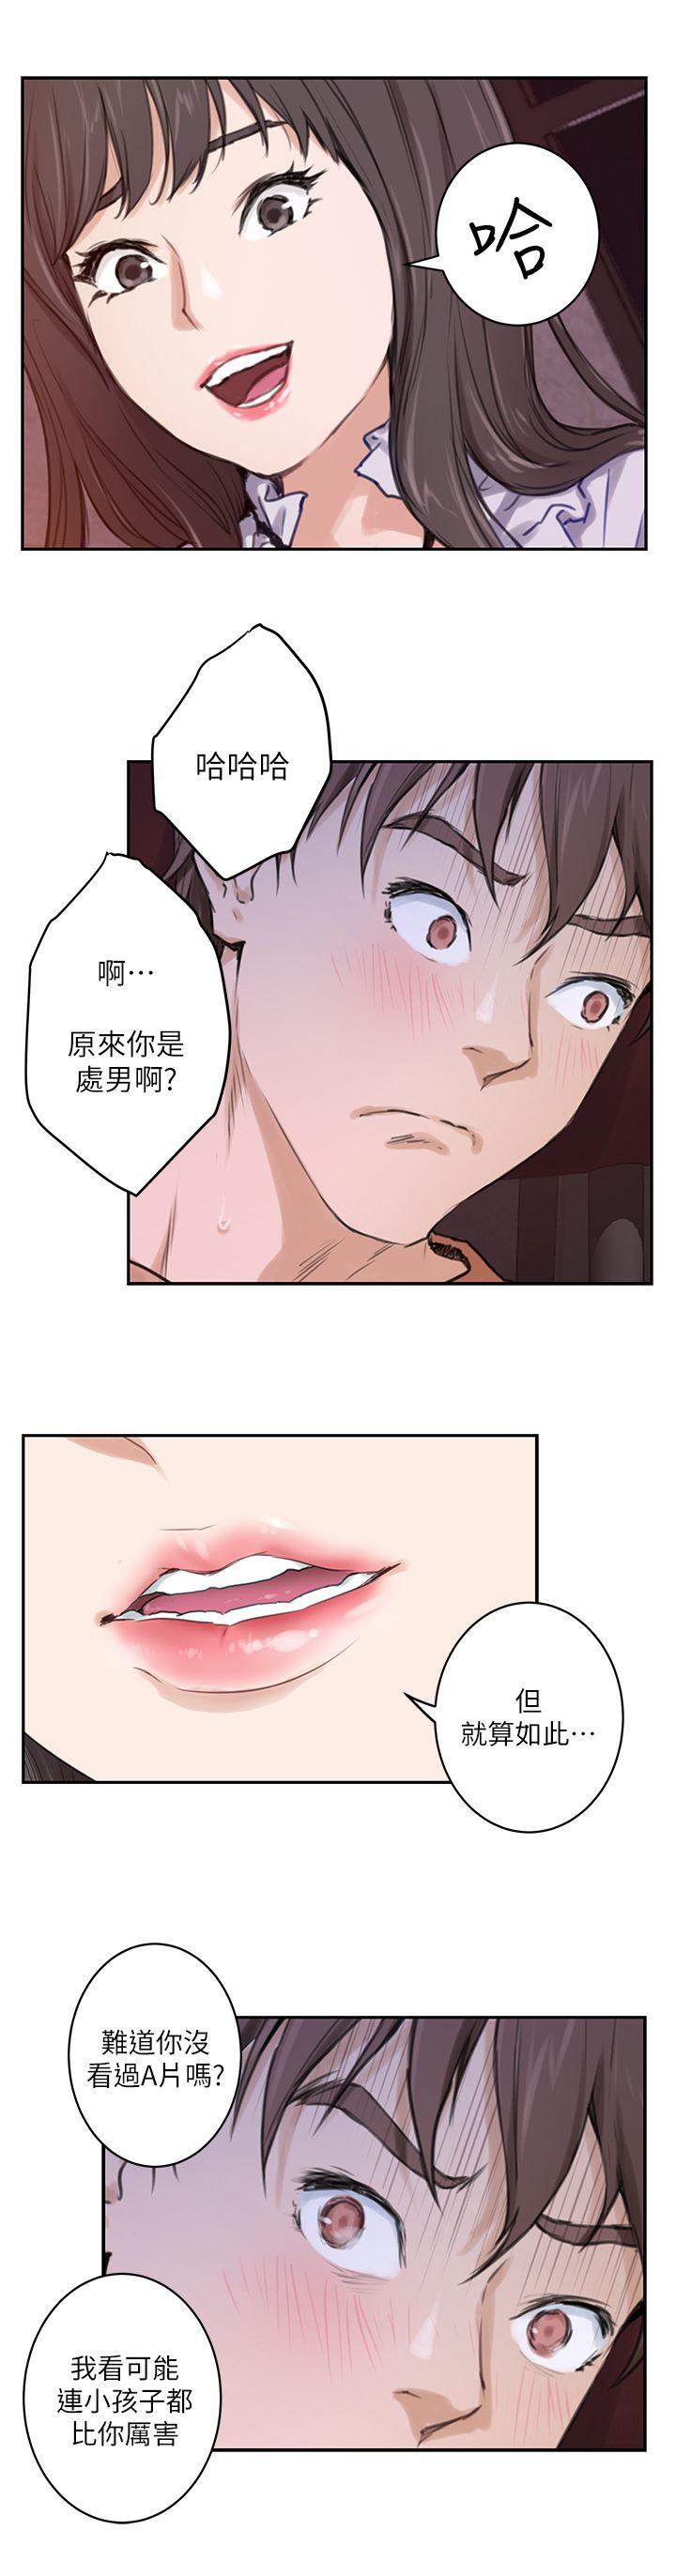 哈
哈哈哈
啊⋯
原來你是
處男啊?
但
就算如此⋯
難道你沒
看過A片嗎?
我看可能
連小孩子都
比你厲害